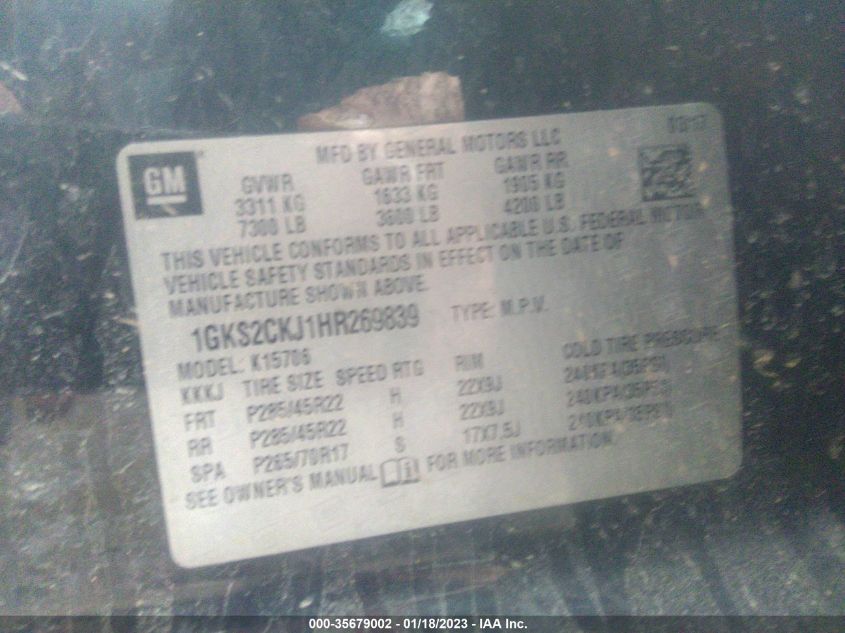 GM
MFD BY GENERAL MOTORS LLC
GVWR GAWR FRT GAWR RR
3311 KG 1633 KG 1905 KG
7300 LB 3600 LB 4200 LB
THIS VEHICLE CONFORMS TO ALL APPLICABLE U.S. FEDERAL MOTOR
VEHICLE SAFETY STANDARDS IN EFFECT ON THE DATE OF
MANUFACTURE SHOWN ABOVE.
1GKS2CKJ1HR269839 TYPE: M.P.V.
MODEL: K15706
KKKJ TIRE SIZE SPEED RTG RIM COLD TIRE PRESSURE
FRT P285/45R22 H 22X9J 240KPA(35PSI)
RR P285/45R22 H 22X9J 240KPA(35PSI)
SPA P265/70R17 S 17X7.5J 240KPA(35PSI)
SEE OWNER'S MANUAL FOR MORE INFORMATION.
000-35679002 - 01/18/2023 - IAA Inc.